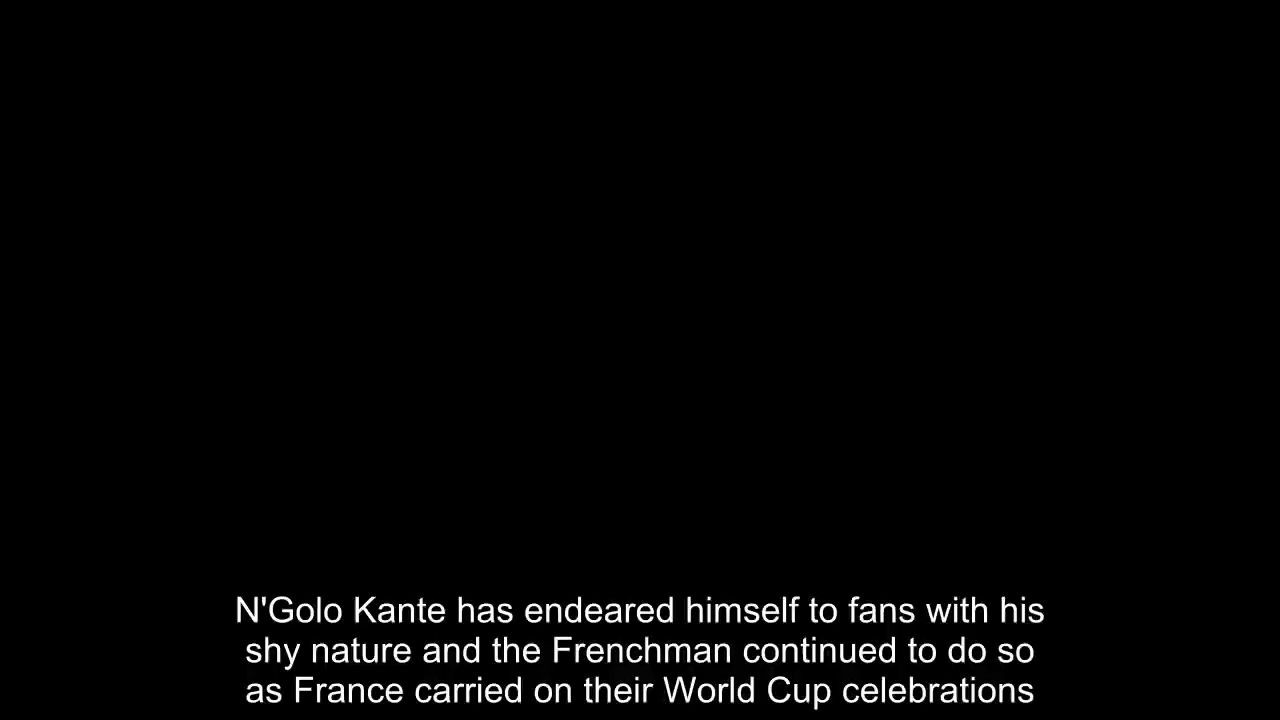 N'Golo Kante has endeared himself to fans with his
shy nature and the Frenchman continued to do so
as France carried on their World Cup celebrations